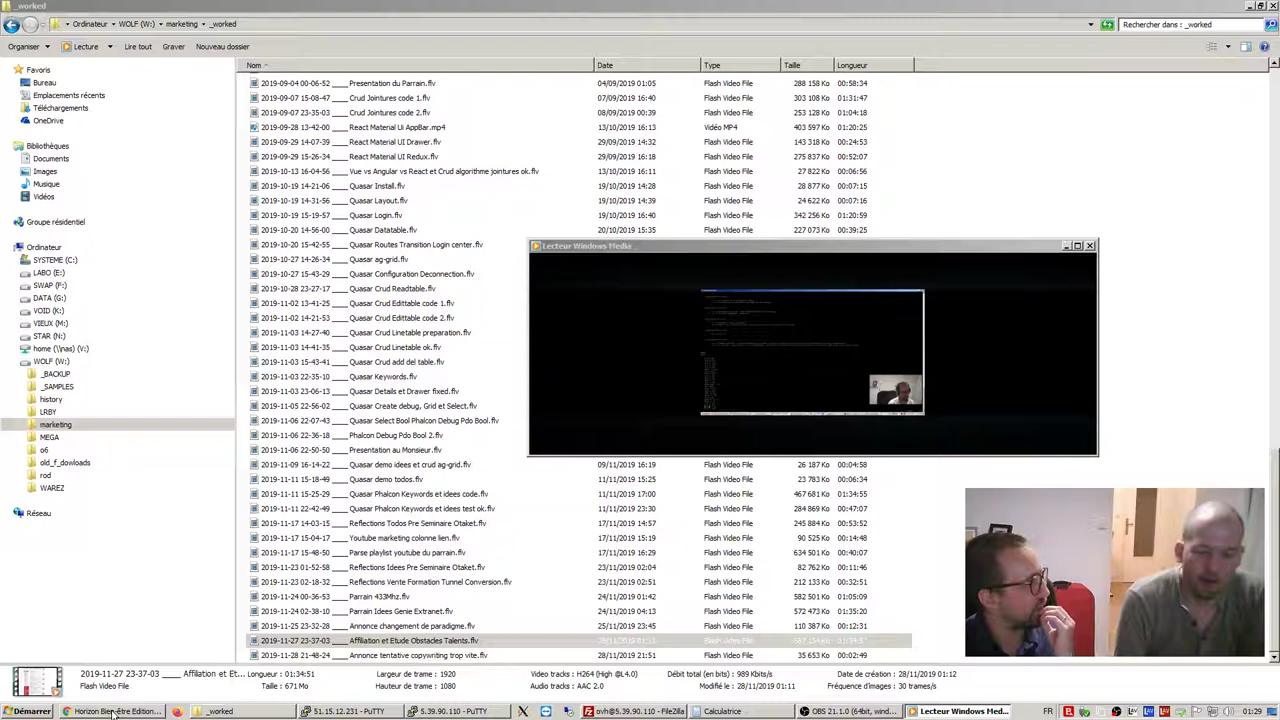 _worked
Ordinateur WOLF (W:) marketing _worked
Rechercher dans : _worked
Organiser Lecture Lire tout Graver Nouveau dossier
Nom Date Type Taille Longueur
Favoris
Bureau
Emplacements récents
Téléchargements
OneDrive
Bibliothèques
Documents
Images
Musique
Vidéos
Groupe résidentiel
Ordinateur
SYSTEME (C:)
LABO (E:)
SWAP (F:)
DATA (G:)
VOID (K:)
VIEUX (M:)
STAR (N:)
home (\\nas) (V:)
WOLF (W:)
_BACKUP
_SAMPLES
history
LRBY
marketing
MEGA
o6
old_f_dowloads
rod
WAREZ
Réseau
2019-09-04 00-06-52 ____ Presentation du Parrain.flv 04/09/2019 01:05 Flash Video File 288 158 Ko 00:58:34
2019-09-07 15-08-47 ____ Crud Jointures code 1.flv 07/09/2019 16:40 Flash Video File 303 108 Ko 01:31:47
2019-09-07 23-35-03 ____ Crud Jointures code 2.flv 08/09/2019 00:39 Flash Video File 253 128 Ko 01:04:18
2019-09-28 13-42-00 ____ React Material Ui AppBar.mp4 13/10/2019 16:13 Vidéo MP4 403 597 Ko 01:20:25
2019-09-29 14-07-39 ____ React Material UI Drawer.flv 29/09/2019 14:32 Flash Video File 143 318 Ko 00:24:53
2019-09-29 15-26-34 ____ React Material UI Redux.flv 29/09/2019 16:18 Flash Video File 275 837 Ko 00:52:07
2019-10-13 16-04-56 ____ Vue vs Angular vs React et Crud algorithme jointures ok.flv 13/10/2019 16:11 Flash Video File 27 822 Ko 00:06:56
2019-10-19 14-21-06 ____ Quasar Install.flv 19/10/2019 14:28 Flash Video File 28 877 Ko 00:07:15
2019-10-19 14-31-56 ____ Quasar Layout.flv 19/10/2019 14:39 Flash Video File 24 622 Ko 00:07:16
2019-10-19 15-19-57 ____ Quasar Login.flv 19/10/2019 16:40 Flash Video File 342 256 Ko 01:20:59
2019-10-20 14-55-51 ____ Quasar Datatable.flv 20/10/2019 15:35 Flash Video File 227 073 Ko 00:39:25
2019-10-20 15-42-55 ____ Quasar Routes Transition Login center.flv
2019-10-27 14-26-34 ____ Quasar ag-grid.flv
2019-10-27 15-43-29 ____ Quasar Configuration Deconnection.flv
2019-10-28 23-27-17 ____ Quasar Crud Readtable.flv
2019-11-02 13-41-25 ____ Quasar Crud Edittable code 1.flv
2019-11-02 23-41-24 ____ Quasar Crud Edittable code 2.flv
2019-11-03 14-27-40 ____ Quasar Crud Linetable preparation.flv
2019-11-03 14-41-35 ____ Quasar Crud Linetable ok.flv
2019-11-03 15-43-41 ____ Quasar Crud add del table.flv
2019-11-03 22-35-10 ____ Quasar Keywords.flv
2019-11-03 23-06-13 ____ Quasar Details et Drawer fixed.flv
2019-11-05 22-56-02 ____ Quasar Create debug, Grid et Select.flv
2019-11-06 22-07-43 ____ Quasar Select Bool Phalcon Debug Pdo Bool.flv
2019-11-06 22-36-18 ____ Phalcon Debug Pdo Bool 2.flv
2019-11-06 22-50-50 ____ Presentation au Monsieur.flv
2019-11-09 16-14-22 ____ Quasar demo idees et crud ag-grid.flv 09/11/2019 16:19 Flash Video File 26 187 Ko 00:04:58
2019-11-11 15-18-49 ____ Quasar demo todos.flv 11/11/2019 15:25 Flash Video File 23 783 Ko 00:06:34
2019-11-11 15-25-29 ____ Quasar Phalcon Keywords et idees code.flv 11/11/2019 17:00 Flash Video File 467 681 Ko 01:34:55
2019-11-11 22-42-49 ____ Quasar Phalcon Keywords et idees test ok.flv 11/11/2019 23:30 Flash Video File 284 869 Ko 00:47:07
2019-11-17 14-03-15 ____ Reflections Todos Pre Seminaire Otaket.flv 17/11/2019 14:57 Flash Video File 245 884 Ko 00:53:52
2019-11-17 15-04-17 ____ Youtube marketing colonne lien.flv 17/11/2019 15:19 Flash Video File 90 525 Ko 00:14:48
2019-11-17 15-48-50 ____ Parse playlist youtube du parrain.flv 17/11/2019 16:29 Flash Video File 634 501 Ko 00:40:07
2019-11-17 23-51-52 ____ Reflections Idees Pre Seminaire Otaket.flv 23/11/2019 02:04 Flash Video File 82 762 Ko 00:10:36
2019-11-23 02-18-32 ____ Reflections Vente Formation Tunnel Conversion.flv 23/11/2019 02:51 Flash Video File 212 133 Ko 00:32:51
2019-11-24 00-36-53 ____ Parrain 433Mhz.flv 24/11/2019 01:42 Flash Video File 582 501 Ko 01:05:09
2019-11-24 02-38-10 ____ Parrain Idees Genie Extranet.flv 24/11/2019 04:13 Flash Video File 572 473 Ko 01:35:20
2019-11-25 23-32-28 ____ Annonce changement de paradigme.flv 25/11/2019 23:45 Flash Video File 110 387 Ko 00:12:31
2019-11-27 23-37-03 ____ Affiliation et Etude Obstacles Talents.flv
2019-11-28 21-48-24 ____ Annonce tentative copywriting trop vite.flv 28/11/2019 21:51 Flash Video File 35 653 Ko 00:02:49
Lecteur Windows Media
2019-11-27 23-37-03 ____ Affiliation et Et... Longueur : 01:34:51 Largeur de trame : 1920 Video tracks : H264 (High @L4.0) Débit total (en bits) : 989 Kbits/s Date de création : 28/11/2019 01:12
Flash Video File Taille : 671 Mo Hauteur de trame : 1080 Audio tracks : AAC 2.0 Modifié le : 28/11/2019 01:12 Fréquence d'images : 30 trames/s
Démarrer Horizon Bien-être Edition... _worked 51.15.12.231 - PuTTY 5.39.90.110 - PuTTY ovh@5.39.90.110 - FileZilla Calculatrice OBS 21.1.0 (64bit, window... Lecteur Windows Med... FR 01:29